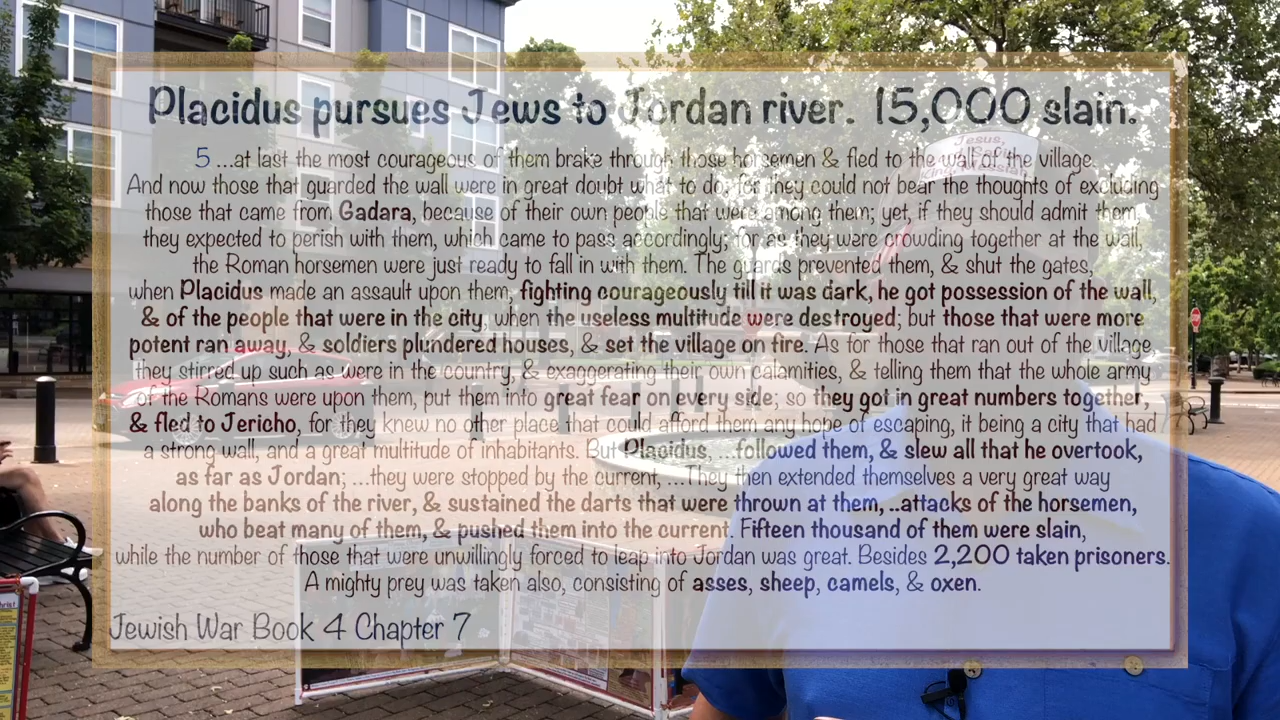 Placidus pursues Jews to Jordan river. 15,000 slain.
5 ...at last the most courageous of them brake through those horsemen & fled to the wall of the village.
And now those that guarded the wall were in great doubt what to do; for they could not bear the thoughts of excluding
those that came from Gadara, because of their own people that were among them; yet, if they should admit them,
they expected to perish with them, which came to pass accordingly; for as they were crowding together at the wall,
the Roman horsemen were just ready to fall in with them. The guards prevented them, & shut the gates,
when Placidus made an assault upon them, fighting courageously till it was dark, he got possession of the wall,
& of the people that were in the city, when the useless multitude were destroyed; but those that were more
potent ran away, & soldiers plundered houses, & set the village on fire. As for those that ran out of the village
they stirred up such as were in the country, & exaggerating their own calamities, & telling them that the whole army
of the Romans were upon them, put them into great fear on every side; so they got in great numbers together,
& fled to Jericho, for they knew no other place that could afford them any hope of escaping, it being a city that had
a strong wall, and a great multitude of inhabitants. But Placidus, ...followed them, & slew all that he overtook,
as far as Jordan; ...they were stopped by the current, ...They then extended themselves a very great way
along the banks of the river, & sustained the darts that were thrown at them, ..attacks of the horsemen,
who beat many of them, & pushed them into the current. Fifteen thousand of them were slain,
while the number of those that were unwillingly forced to leap into Jordan was great. Besides 2,200 taken prisoners.
A mighty prey was taken also, consisting of asses, sheep, camels, & oxen.
Jewish War Book 4 Chapter 7
Jesus,